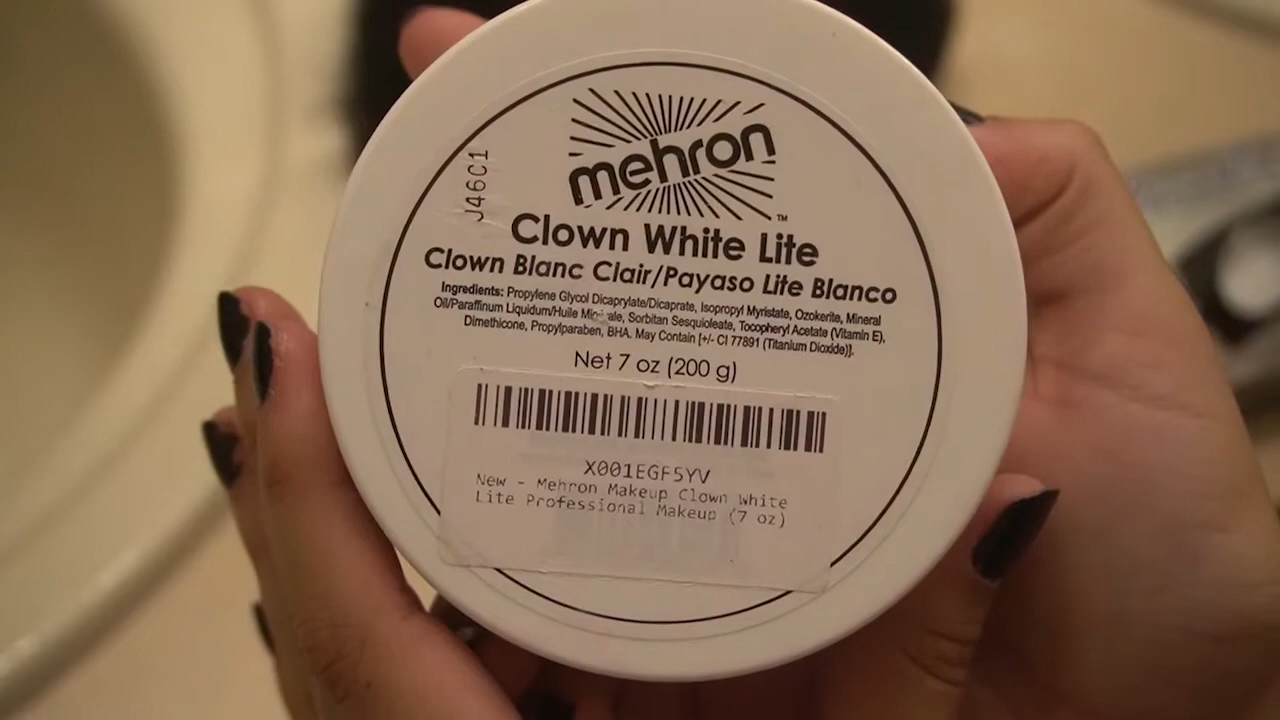 J46C1
mehron
TM
Clown White Lite
Clown Blanc Clair/Payaso Lite Blanco
Ingredients: Propylene Glycol Dicaprylate/Dicaprate, Isopropyl Myristate, Ozokerite, Mineral
Oil/Paraffinum Liquidum/Huile Minérale, Sorbitan Sesquioleate, Tocopheryl Acetate (Vitamin E),
Dimethicone, Propylparaben, BHA. May Contain [+/- CI 77891 (Titanium Dioxide)].
Net 7 oz (200 g)
X001EGF5YV
New - Mehron Makeup Clown White
Lite Professional Makeup (7 oz)